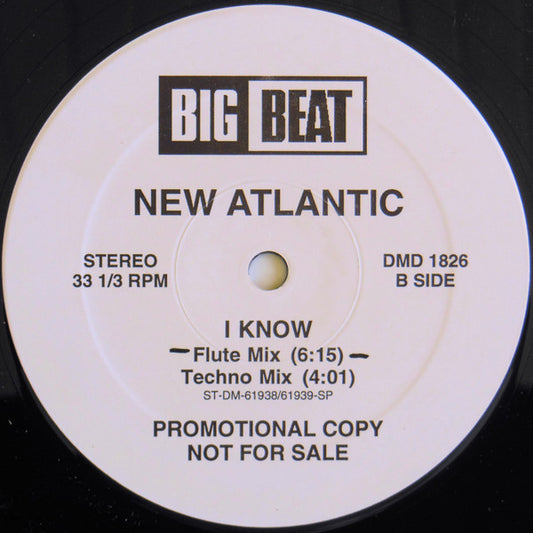 BIG BEAT
NEW ATLANTIC
STEREO
33 1/3 RPM
DMD 1826
B SIDE
I KNOW
Flute Mix (6:15)
Techno Mix (4:01)
ST-DM-61938/61939-SP
PROMOTIONAL COPY
NOT FOR SALE